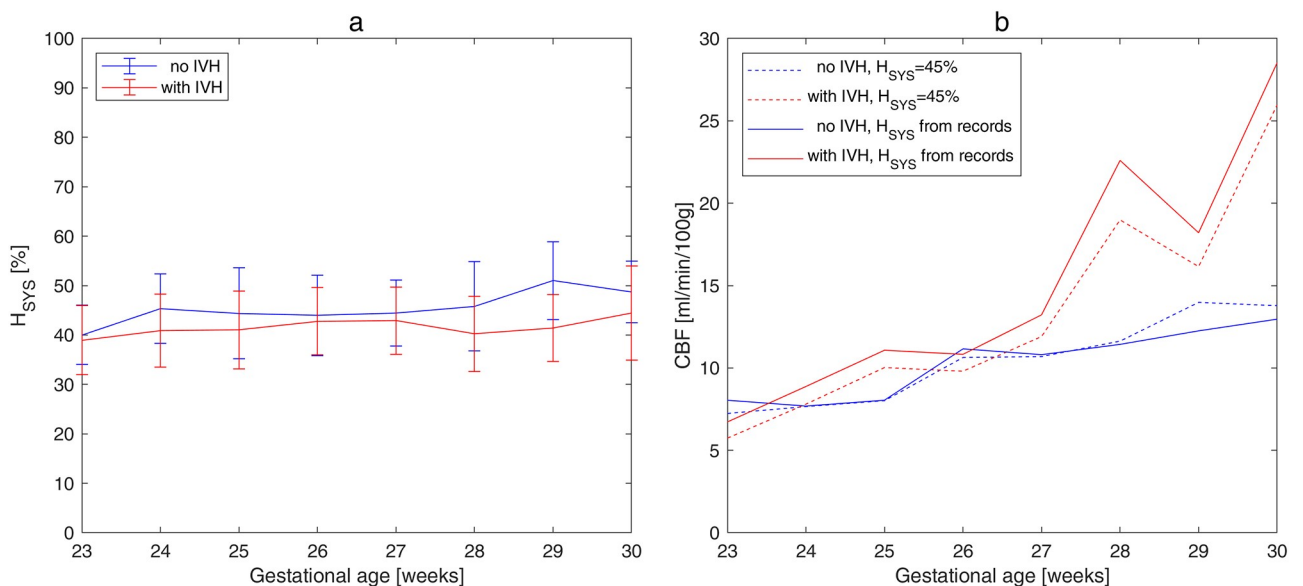 a
100
90
80
70
60
50
40
30
20
10
0
H_SYS [%]
no IVH
with IVH
23 24 25 26 27 28 29 30
Gestational age [weeks]
b
30
25
20
15
10
5
0
CBF [ml/min/100g]
no IVH, H_SYS=45%
with IVH, H_SYS=45%
no IVH, H_SYS from records
with IVH, H_SYS from records
23 24 25 26 27 28 29 30
Gestational age [weeks]